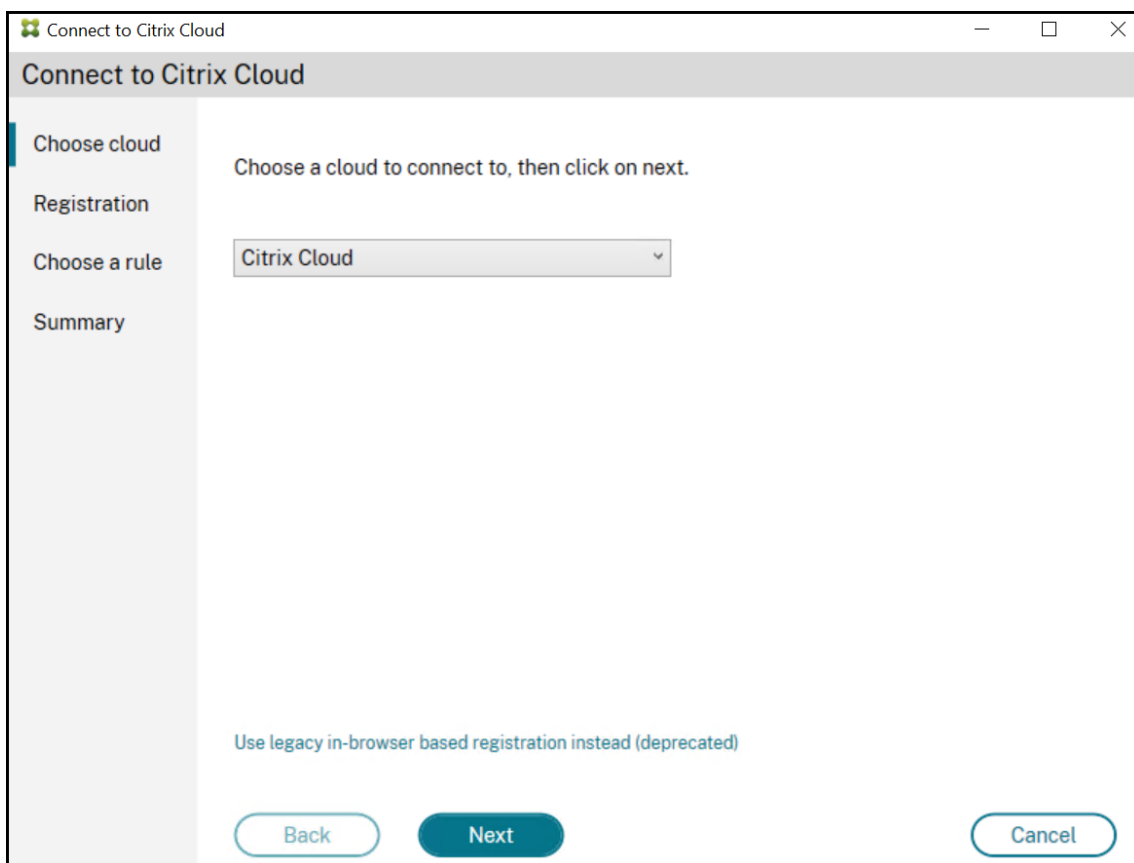 Connect to Citrix Cloud
Connect to Citrix Cloud
Choose cloud
Registration
Choose a rule
Summary
Choose a cloud to connect to, then click on next.
Citrix Cloud
Use legacy in-browser based registration instead (deprecated)
Back
Next
Cancel